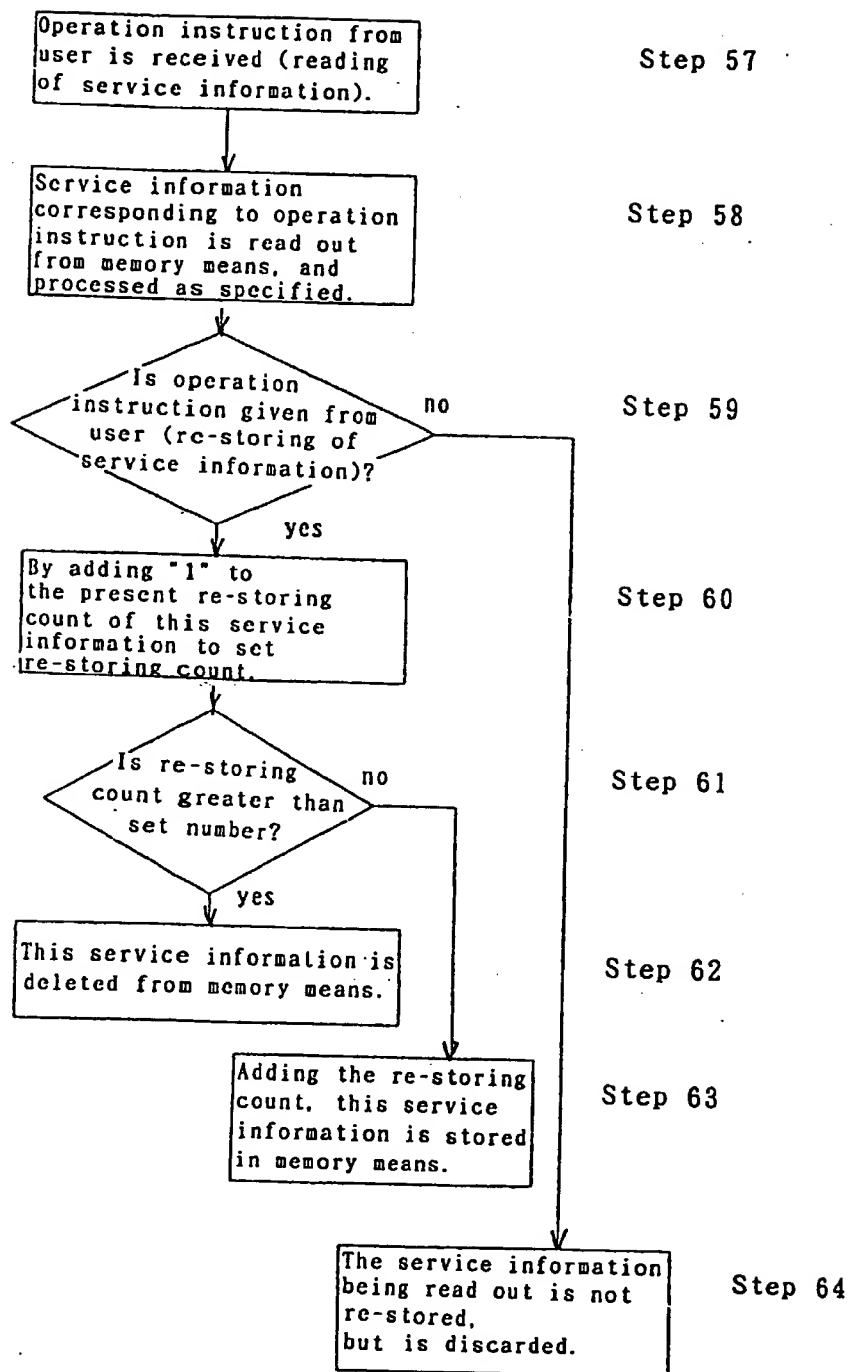 Operation instruction from
user is received (reading
of service information).
Step 57
Service information
corresponding to operation
instruction is read out
from memory means, and
processed as specified.
Step 58
Is operation
instruction given from
user (re-storing of
service information)?
no
Step 59
yes
By adding "1" to
the present re-storing
count of this service
information to set
re-storing count.
Step 60
Is re-storing
count greater than
set number?
no
Step 61
yes
This service information is
deleted from memory means.
Step 62
Adding the re-storing
count, this service
information is stored
in memory means.
Step 63
The service information
being read out is not
re-stored,
but is discarded.
Step 64